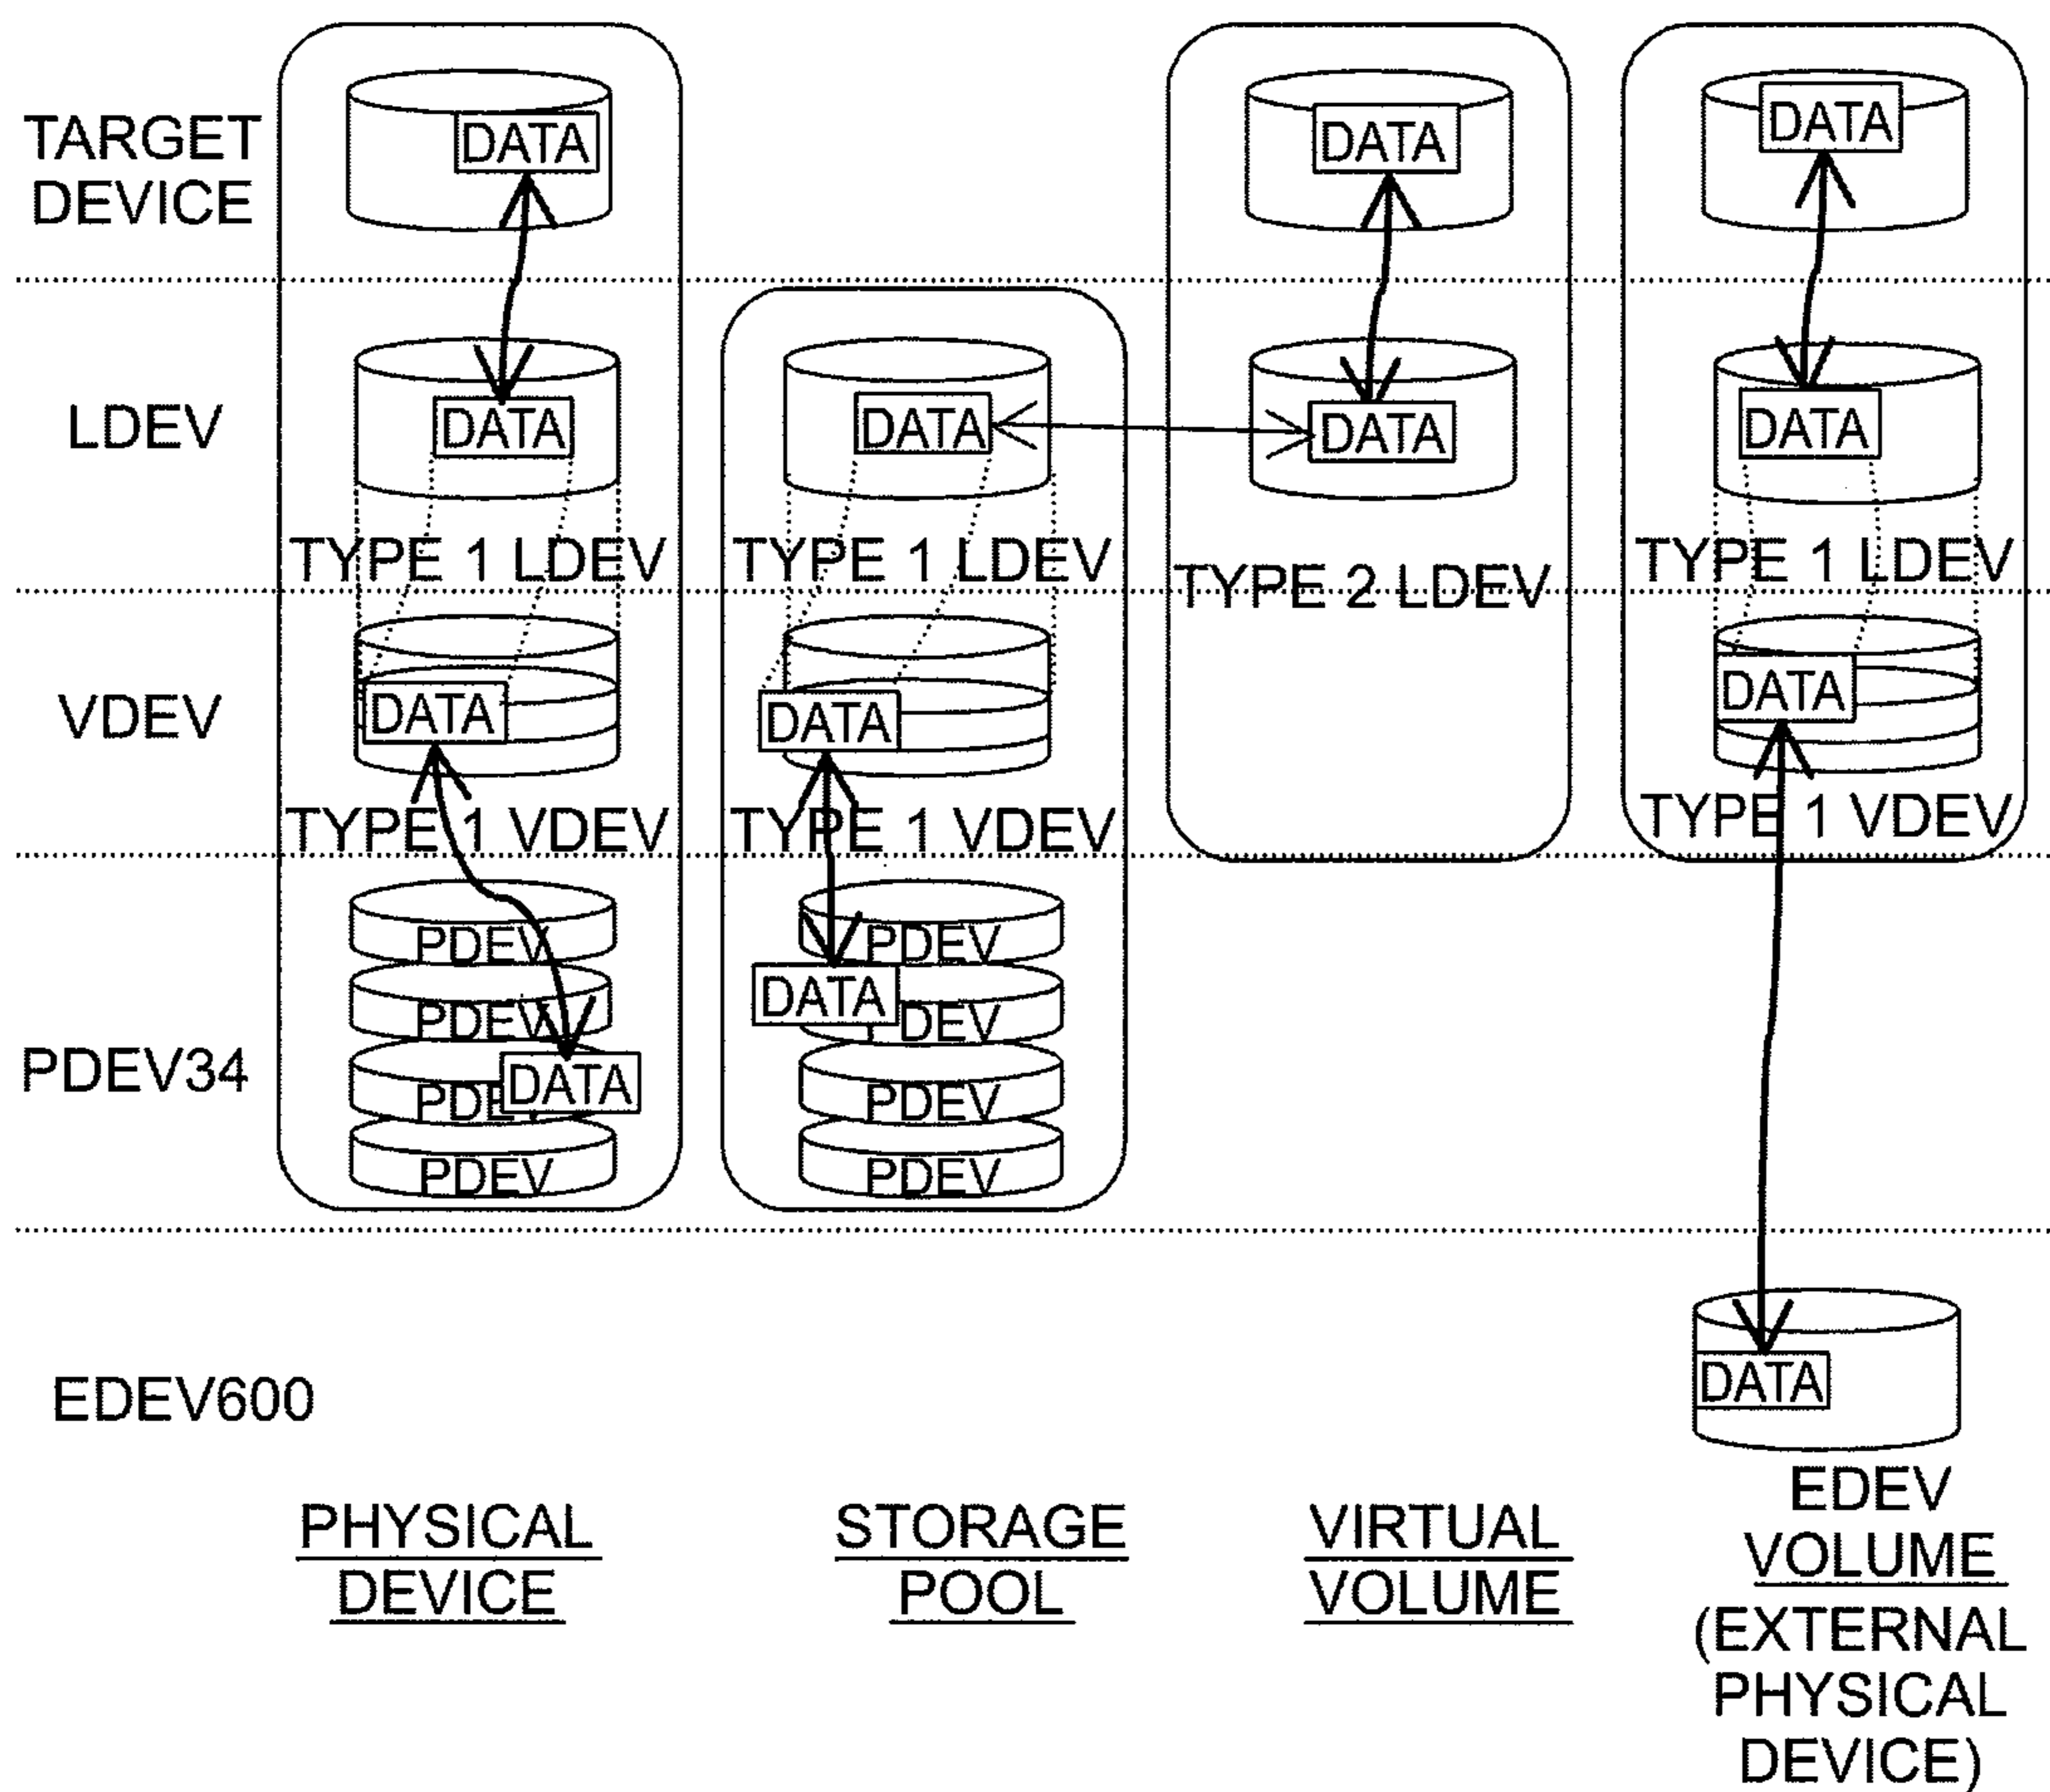 TARGET
DEVICE
DATA
DATA
DATA
LDEV
DATA
DATA
DATA
DATA
TYPE 1 LDEV
TYPE 1 LDEV
TYPE 2 LDEV
TYPE 1 LDEV
VDEV
DATA
DATA
DATA
TYPE 1 VDEV
TYPE 1 VDEV
TYPE 1 VDEV
PDEV34
PDEV
PDEV
DATA
PDEV
DEV
PDEV
DATA
PDEV
PDEV
PDEV
EDEV600
DATA
PHYSICAL
DEVICE
STORAGE
POOL
VIRTUAL
VOLUME
EDEV
VOLUME
(EXTERNAL
PHYSICAL
DEVICE)